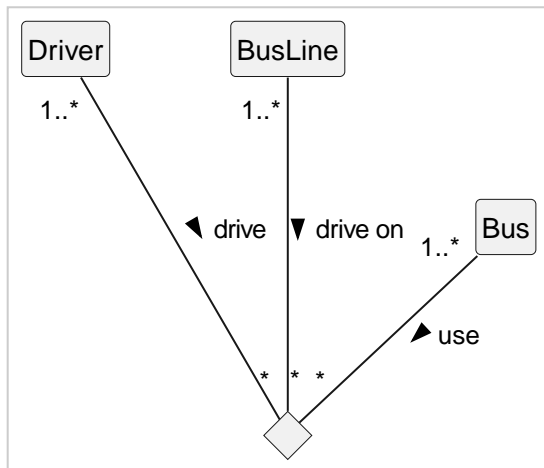 Driver BusLine
1..* 1..*
drive drive on
1..* Bus
use
* * *